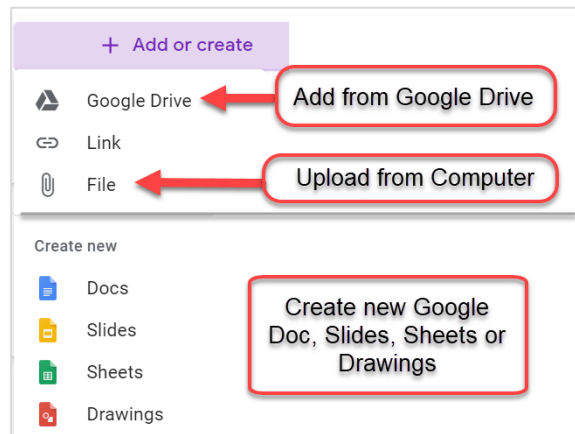 + Add or create
Google Drive
Add from Google Drive
Link
File
Upload from Computer
Create new
Docs
Create new Google
Doc, Slides, Sheets or
Drawings
Slides
Sheets
Drawings